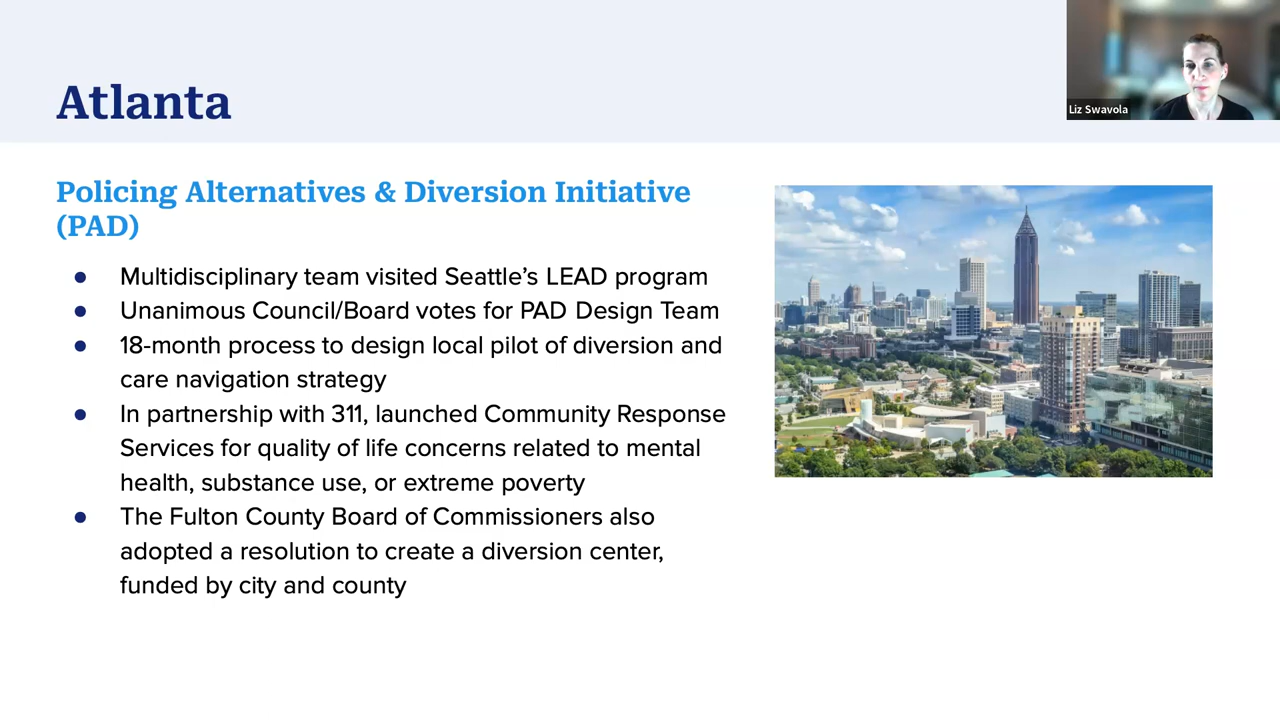 Atlanta
Liz Swavola
Policing Alternatives & Diversion Initiative
(PAD)
● Multidisciplinary team visited Seattle’s LEAD program
● Unanimous Council/Board votes for PAD Design Team
● 18-month process to design local pilot of diversion and
care navigation strategy
● In partnership with 311, launched Community Response
Services for quality of life concerns related to mental
health, substance use, or extreme poverty
● The Fulton County Board of Commissioners also
adopted a resolution to create a diversion center,
funded by city and county